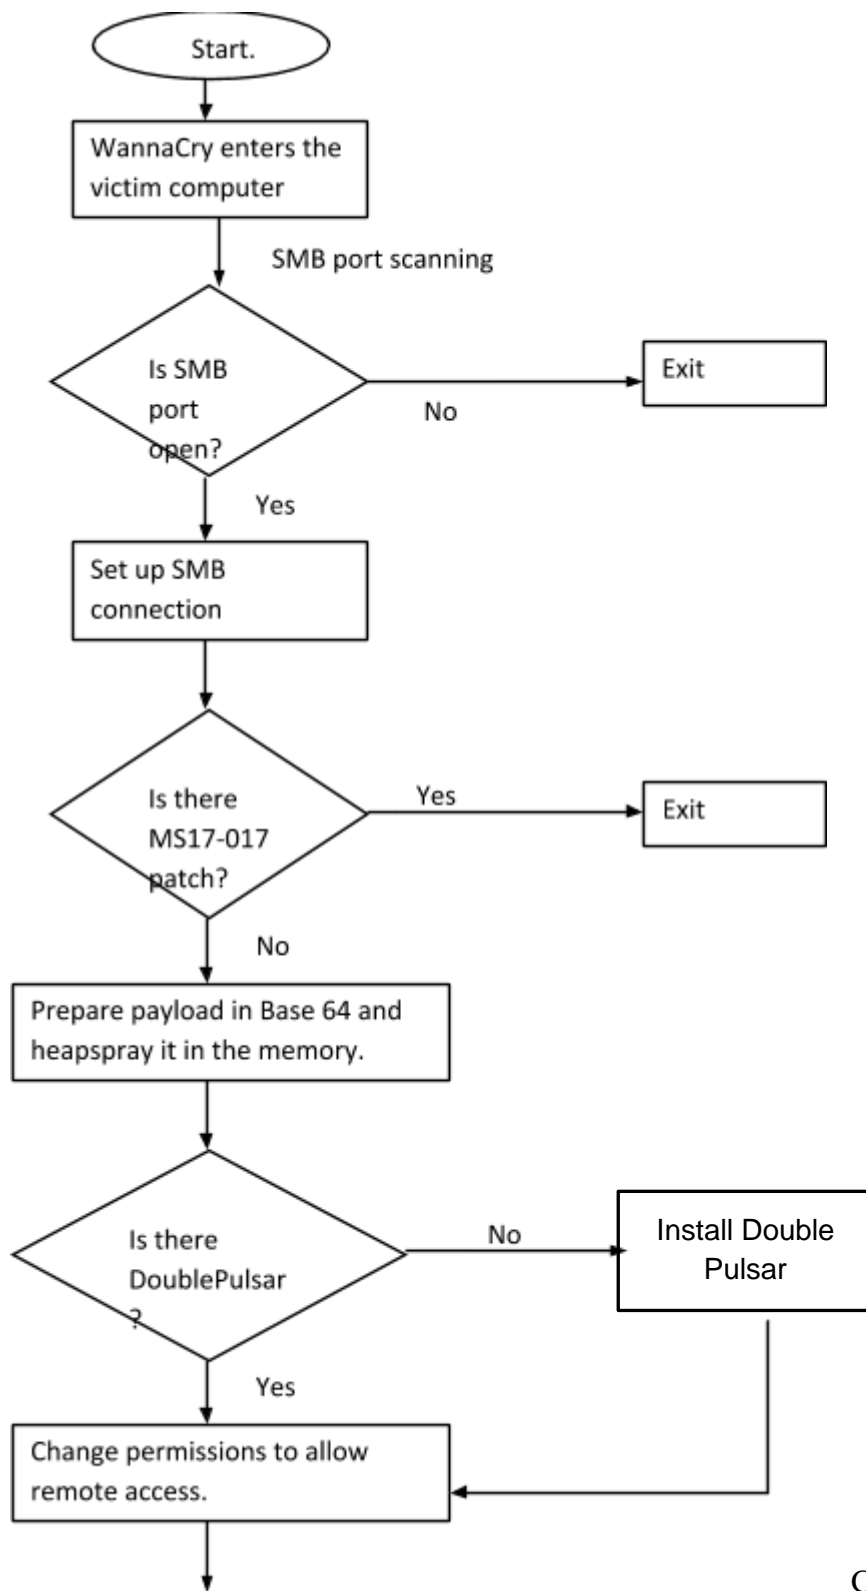 Start.
WannaCry enters the
victim computer
SMB port scanning
Is SMB
port
open?
No
Exit
Yes
Set up SMB
connection
Is there
MS17-017
patch?
Yes
Exit
No
Prepare payload in Base 64 and
heapspray it in the memory.
Is there
DoublePulsar
?
No
Install Double
Pulsar
Yes
Change permissions to allow
remote access.